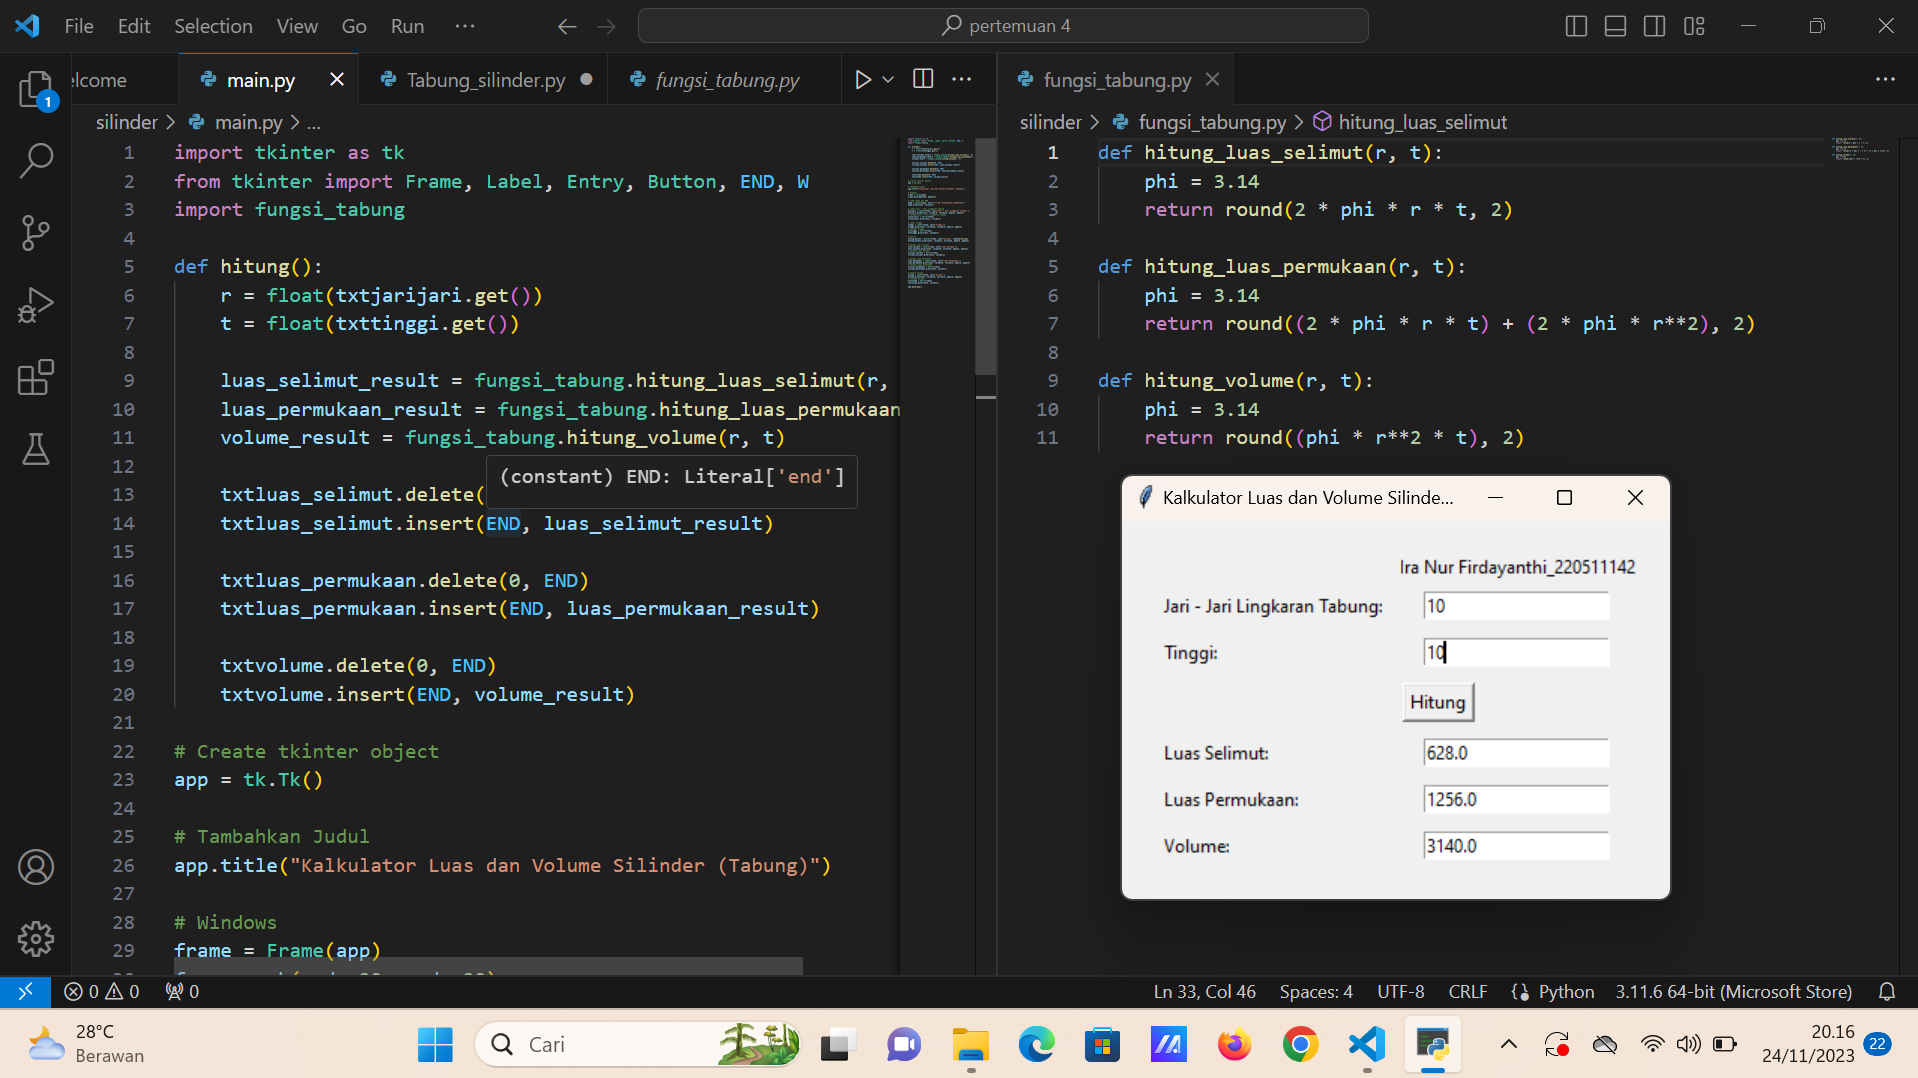 File Edit Selection View Go Run ···
pertemuan 4
1
lcome main.py Tabung_silinder.py fungsi_tabung.py
silinder > main.py > ...
1 import tkinter as tk
2 from tkinter import Frame, Label, Entry, Button, END, W
3 import fungsi_tabung
4
5 def hitung():
6 r = float(txtjarijari.get())
7 t = float(txttinggi.get())
8
9 luas_selimut_result = fungsi_tabung.hitung_luas_selimut(r,
10 luas_permukaan_result = fungsi_tabung.hitung_luas_permukaan
11 volume_result = fungsi_tabung.hitung_volume(r, t)
12
(constant) END: Literal['end']
13 txtluas_selimut.delete(
14 txtluas_selimut.insert(END, luas_selimut_result)
15
16 txtluas_permukaan.delete(0, END)
17 txtluas_permukaan.insert(END, luas_permukaan_result)
18
19 txtvolume.delete(0, END)
20 txtvolume.insert(END, volume_result)
21
22 # Create tkinter object
23 app = tk.Tk()
24
25 # Tambahkan Judul
26 app.title("Kalkulator Luas dan Volume Silinder (Tabung)")
27
28 # Windows
29 frame = Frame(app)
fungsi_tabung.py
silinder > fungsi_tabung.py > hitung_luas_selimut
1 def hitung_luas_selimut(r, t):
2 phi = 3.14
3 return round(2 * phi * r * t, 2)
4
5 def hitung_luas_permukaan(r, t):
6 phi = 3.14
7 return round((2 * phi * r * t) + (2 * phi * r**2), 2)
8
9 def hitung_volume(r, t):
10 phi = 3.14
11 return round((phi * r**2 * t), 2)
Kalkulator Luas dan Volume Silinde...
Ira Nur Firdayanthi_220511142
Jari - Jari Lingkaran Tabung: 10
Tinggi: 10
Hitung
Luas Selimut: 628.0
Luas Permukaan: 1256.0
Volume: 3140.0
0 0 0 Ln 33, Col 46 Spaces: 4 UTF-8 CRLF Python 3.11.6 64-bit (Microsoft Store)
28°C
Berawan
Cari
20.16
24/11/2023
22